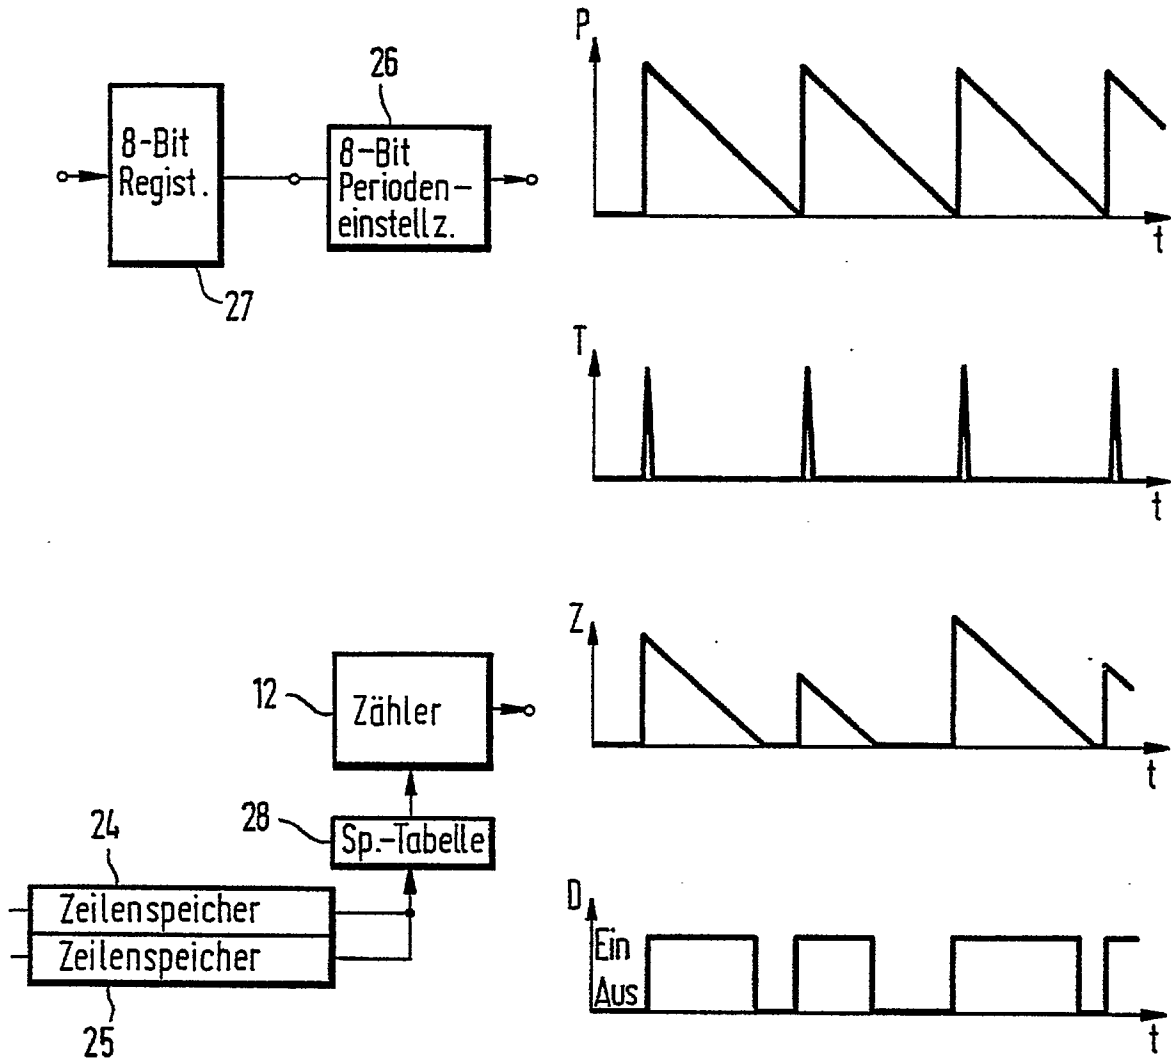 26
8-Bit
Regist.
8-Bit
Perioden-
einstellz.
27
P
t
T
t
12
Zähler
Z
t
28
Sp.-Tabelle
24
Zeilenspeicher
Zeilenspeicher
25
D
Ein
Aus
t